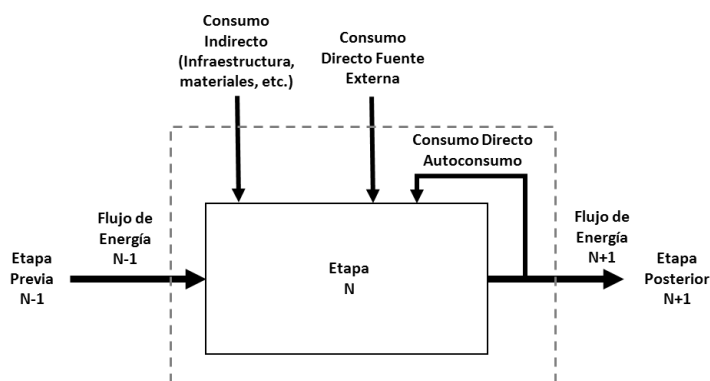 Consumo
Indirecto
(Infraestructura,
materiales, etc.)
Consumo
Directo Fuente
Externa
Consumo Directo
Autoconsumo
Flujo de
Energía
N-1
Etapa
Previa
N-1
Etapa
N
Flujo de
Energía
N+1
Etapa
Posterior
N+1